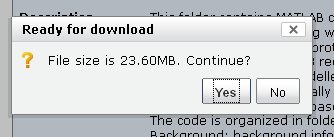 Description This folder contains MATLAB c
Ready for download
File size is 23.60MB. Continue?
Yes No
The code is organized in folde
Background: background infor